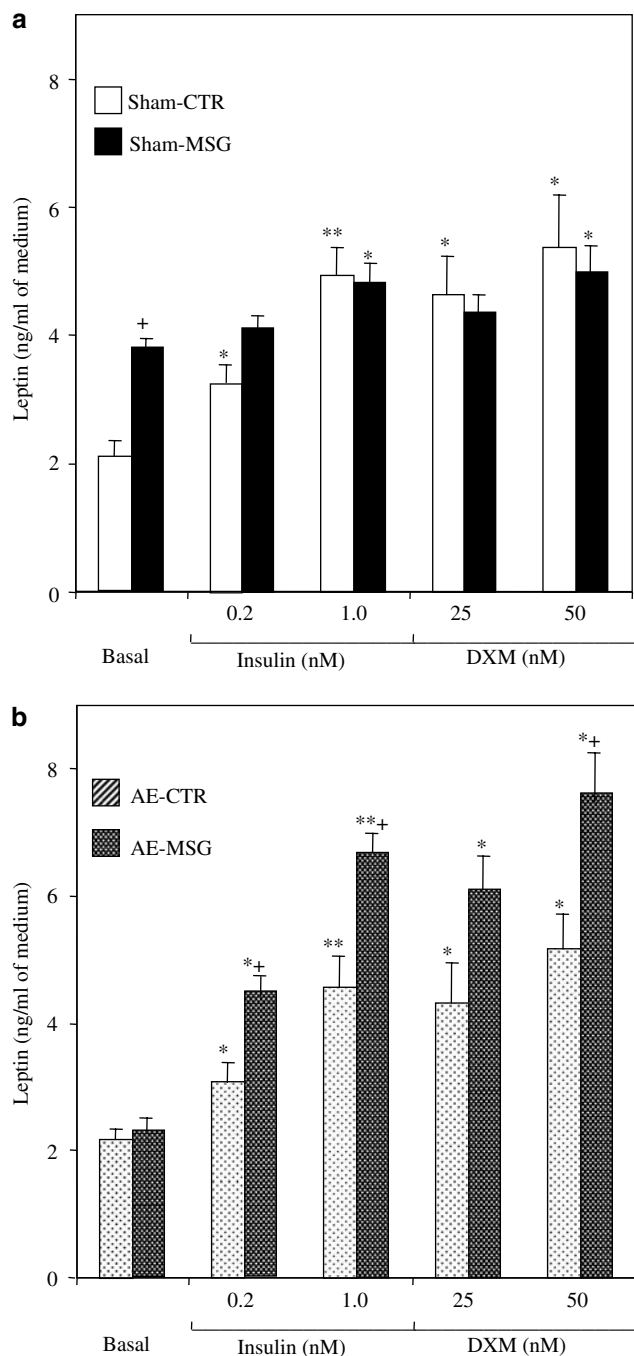 a
8
Sham-CTR
Sham-MSG
**
*
*
*
*
6
+
*
4
2
0
Leptin (ng/ml of medium)
0.2 1.0 25 50
Basal Insulin (nM) DXM (nM)
b
8
AE-CTR
AE-MSG
*+
**+
*
*+
**
*
*
*
6
4
2
0
Leptin (ng/ml of medium)
0.2 1.0 25 50
Basal Insulin (nM) DXM (nM)